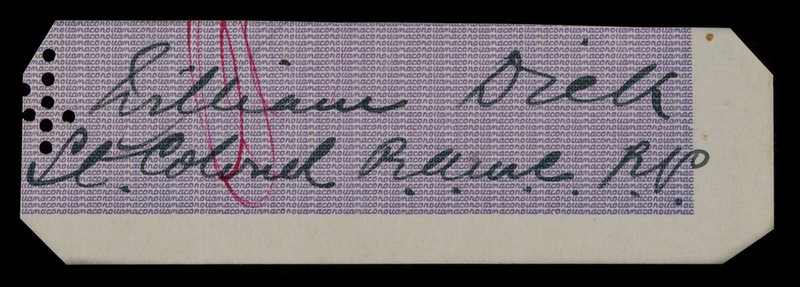 William Dick
Lt. Colonel R.A.M.C. R.P.